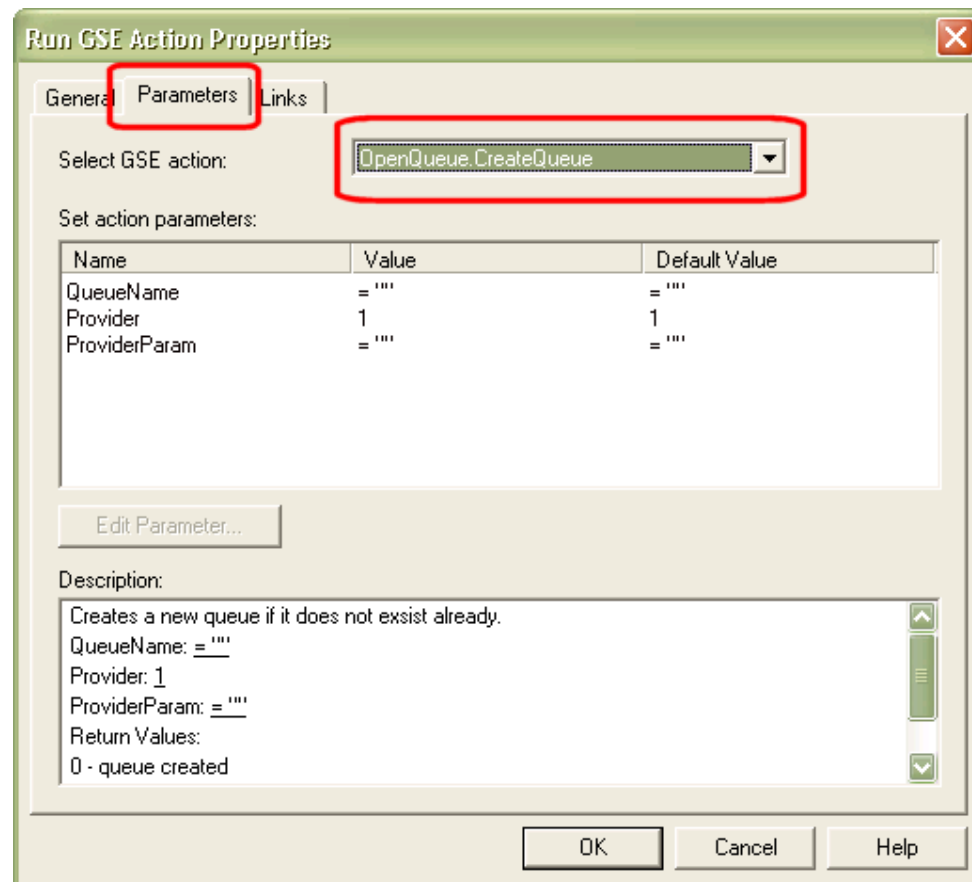 Run GSE Action Properties
General Parameters Links
Select GSE action: OpenQueue.CreateQueue
Set action parameters:
Name Value Default Value
QueueName = "" = ""
Provider 1 1
ProviderParam = "" = ""
Edit Parameter...
Description:
Creates a new queue if it does not exsist already.
QueueName: = ""
Provider: 1
ProviderParam: = ""
Return Values:
0 - queue created
OK Cancel Help